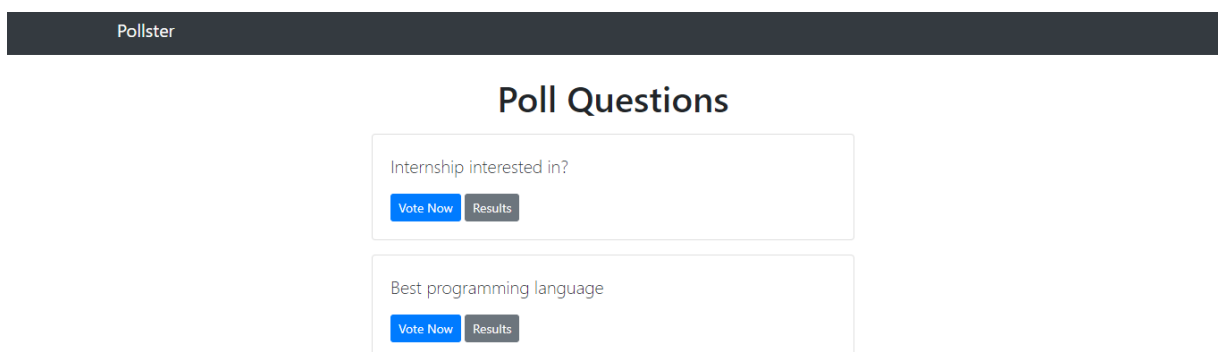 Pollster
Poll Questions
Internship interested in?
Vote Now Results
Best programming language
Vote Now Results